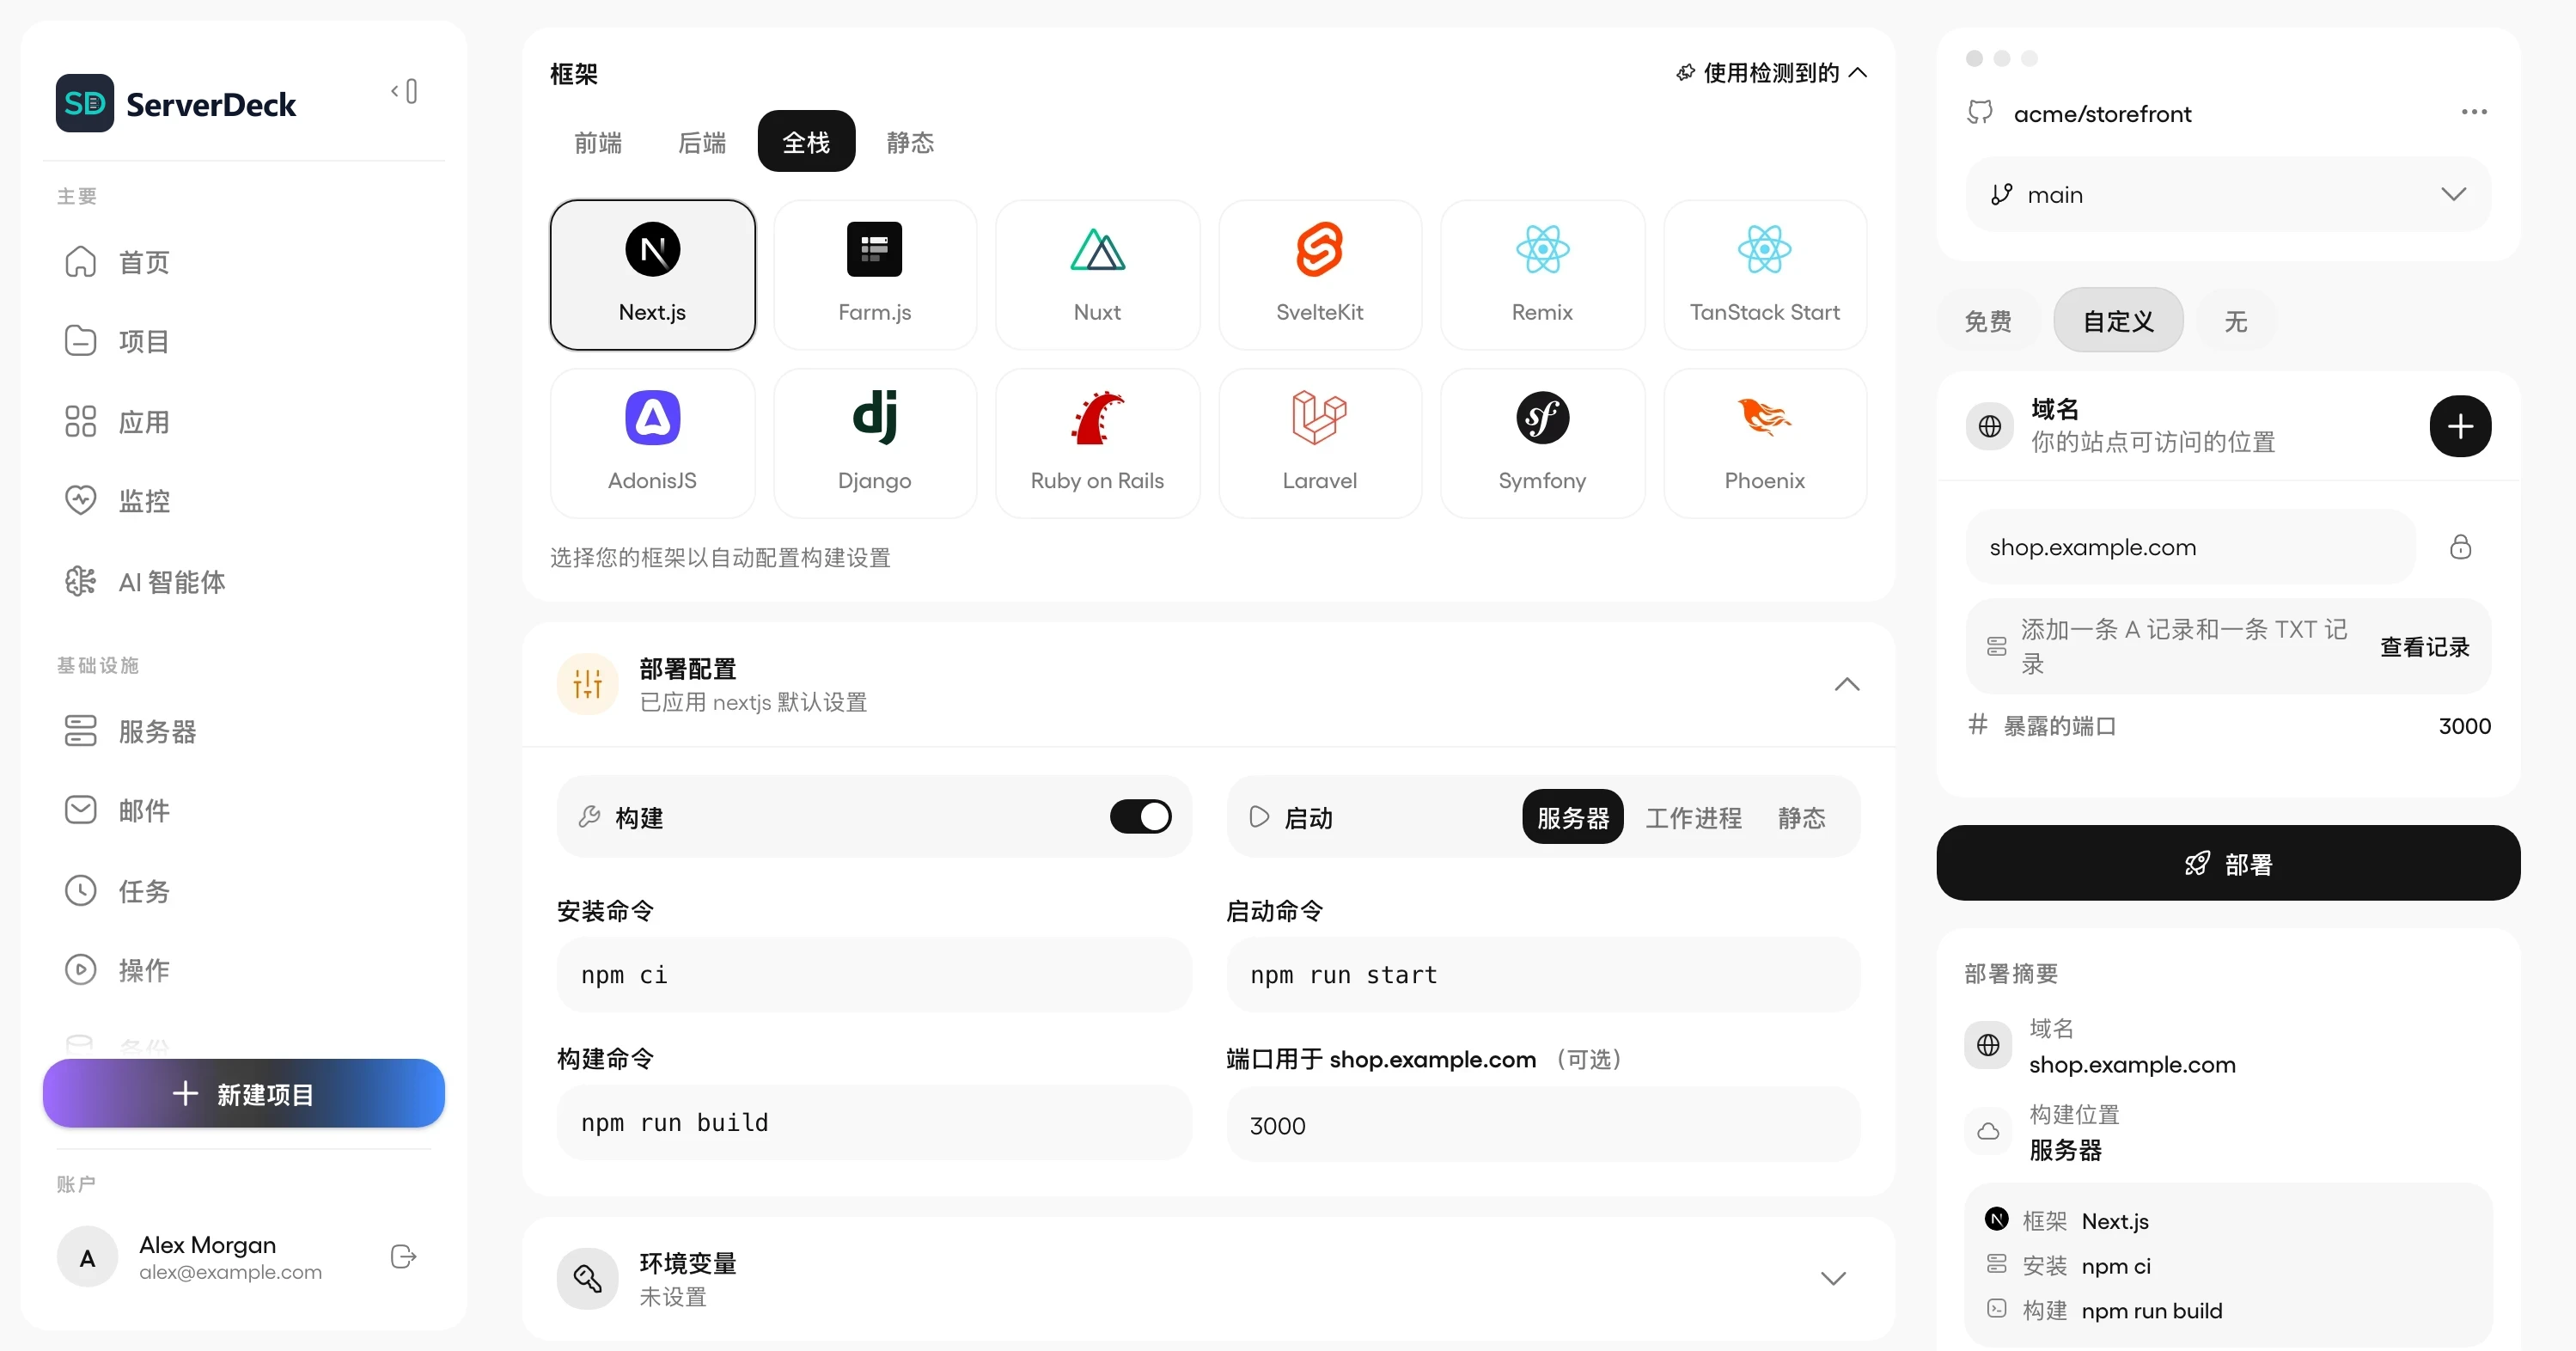 SD ServerDeck
主要
首页
项目
应用
监控
AI 智能体
基础设施
服务器
邮件
任务
操作
备份
新建项目
账户
A
Alex Morgan
alex@example.com
框架
使用检测到的
前端 后端 全栈 静态
Next.js Farm.js Nuxt SvelteKit Remix TanStack Start
AdonisJS Django Ruby on Rails Laravel Symfony Phoenix
选择您的框架以自动配置构建设置
部署配置
已应用 nextjs 默认设置
构建
启动 服务器 工作进程 静态
安装命令
npm ci
启动命令
npm run start
构建命令
npm run build
端口用于 shop.example.com （可选）
3000
环境变量
未设置
acme/storefront
main
免费 自定义 无
域名
你的站点可访问的位置
shop.example.com
添加一条 A 记录和一条 TXT 记
录
查看记录
暴露的端口 3000
部署
部署摘要
域名
shop.example.com
构建位置
服务器
框架 Next.js
安装 npm ci
构建 npm run build